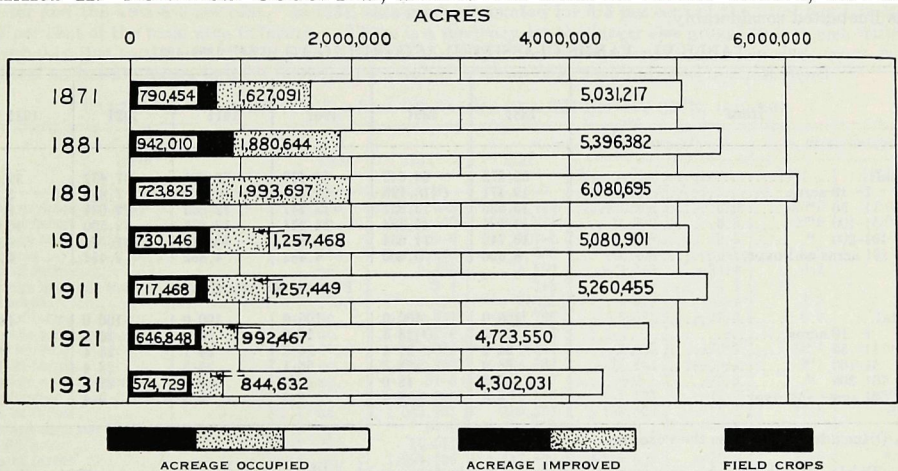 ACRES
0 2,000,000 4,000,000 6,000,000
1871 790,454 1,627,091 5,031,217
1881 942,010 1,880,644 5,396,382
1891 723,825 1,993,697 6,080,695
1901 730,146 1,257,468 5,080,901
1911 717,468 1,257,449 5,260,455
1921 646,848 992,467 4,723,550
1931 574,729 844,632 4,302,031
ACREAGE OCCUPIED ACREAGE IMPROVED FIELD CROPS